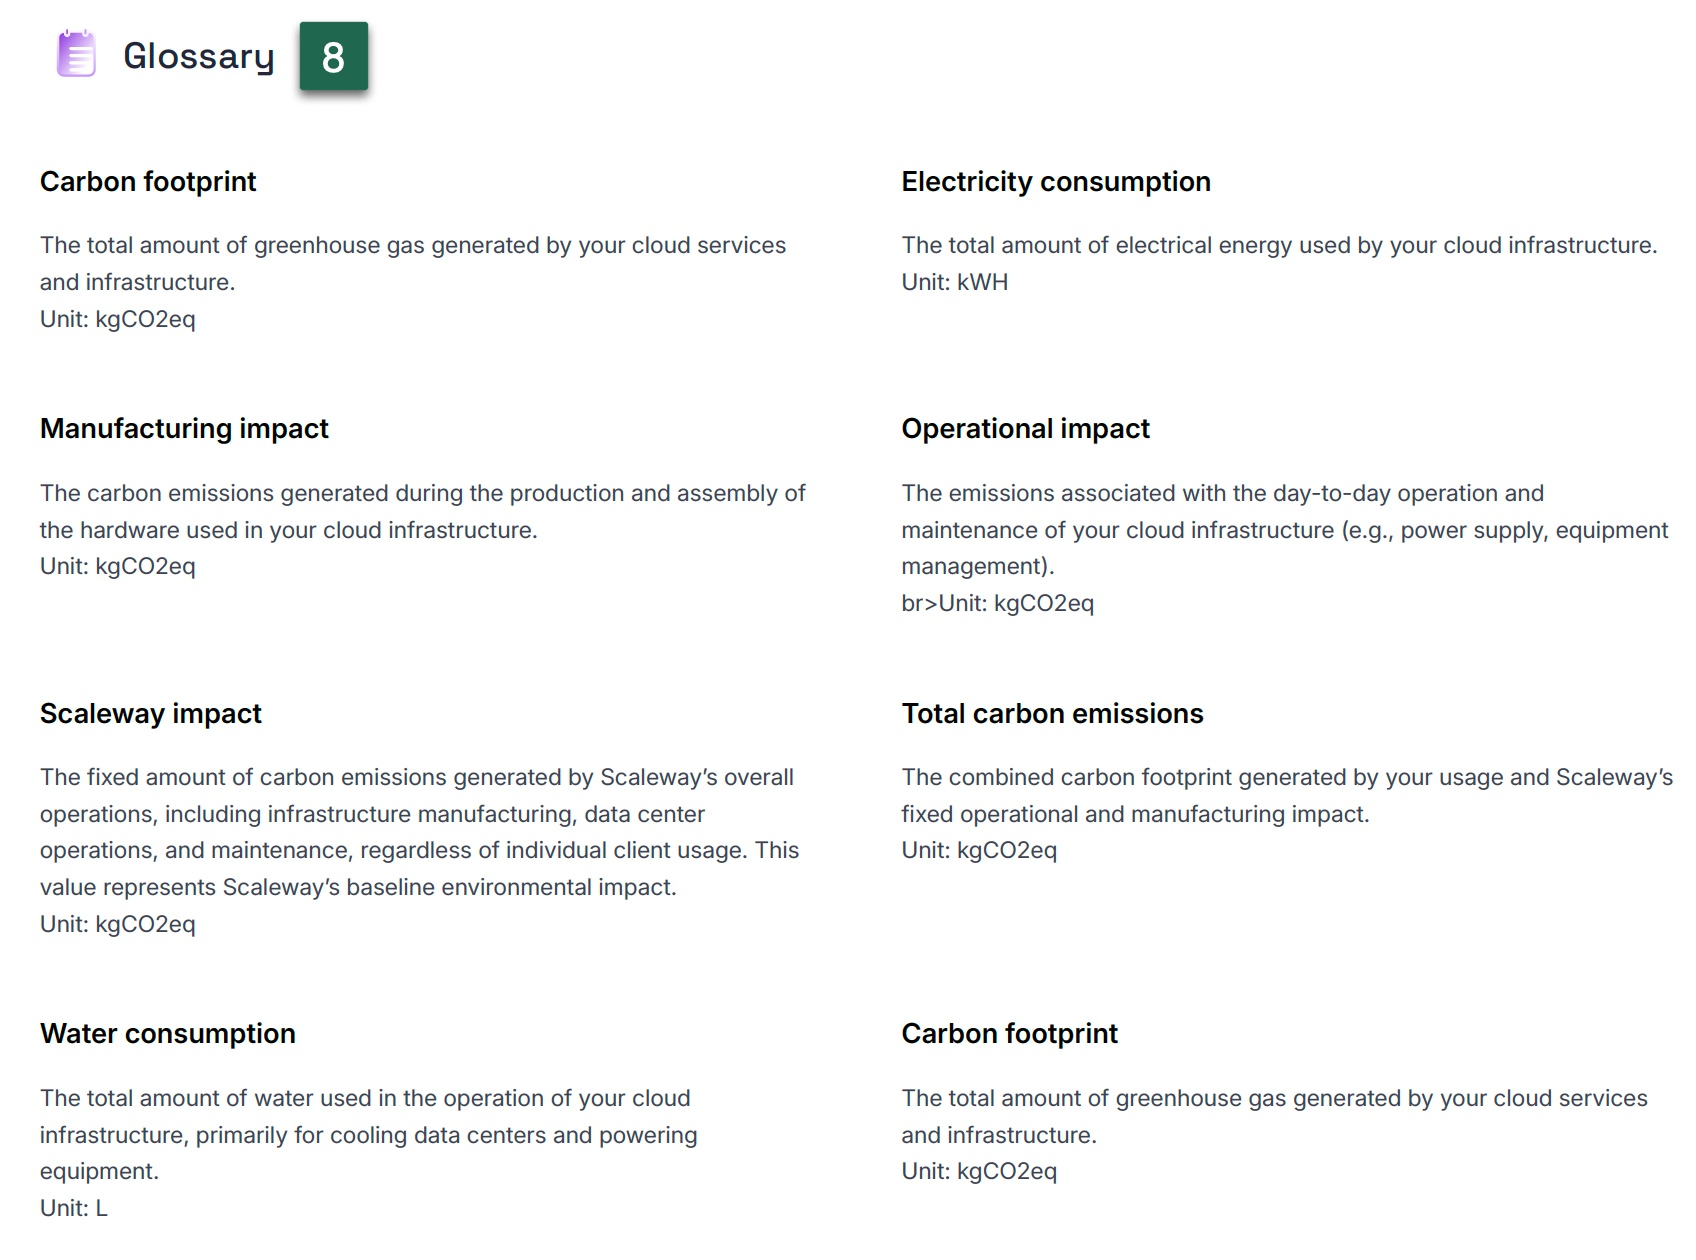 Glossary 8
Carbon footprint
The total amount of greenhouse gas generated by your cloud services
and infrastructure.
Unit: kgCO2eq
Electricity consumption
The total amount of electrical energy used by your cloud infrastructure.
Unit: kWH
Manufacturing impact
The carbon emissions generated during the production and assembly of
the hardware used in your cloud infrastructure.
Unit: kgCO2eq
Operational impact
The emissions associated with the day-to-day operation and
maintenance of your cloud infrastructure (e.g., power supply, equipment
management).
br>Unit: kgCO2eq
Scaleway impact
The fixed amount of carbon emissions generated by Scaleway’s overall
operations, including infrastructure manufacturing, data center
operations, and maintenance, regardless of individual client usage. This
value represents Scaleway’s baseline environmental impact.
Unit: kgCO2eq
Total carbon emissions
The combined carbon footprint generated by your usage and Scaleway’s
fixed operational and manufacturing impact.
Unit: kgCO2eq
Water consumption
The total amount of water used in the operation of your cloud
infrastructure, primarily for cooling data centers and powering
equipment.
Unit: L
Carbon footprint
The total amount of greenhouse gas generated by your cloud services
and infrastructure.
Unit: kgCO2eq